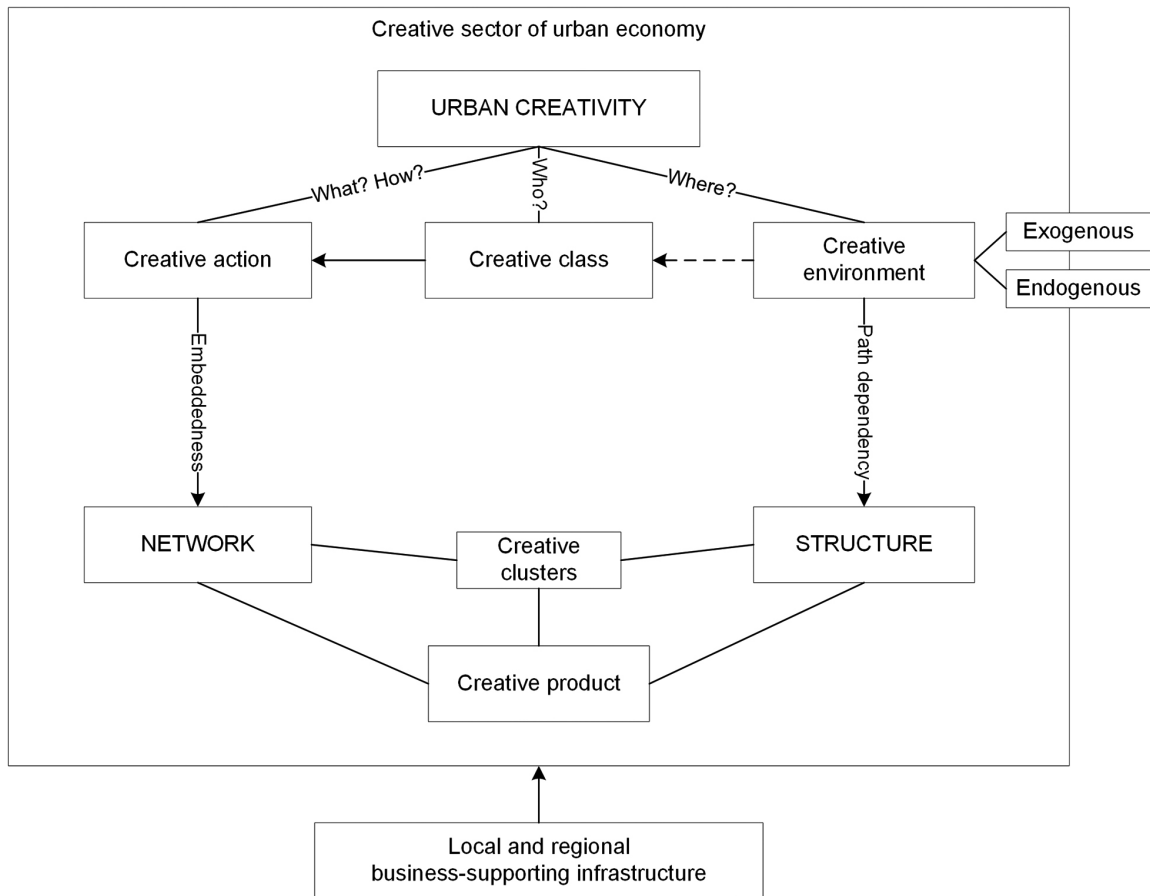 Creative sector of urban economy
URBAN CREATIVITY
What? How?
Who?
Where?
Creative action
Creative class
Creative
environment
Exogenous
Endogenous
Embeddedness
Path dependency
NETWORK
Creative
clusters
STRUCTURE
Creative product
Local and regional
business-supporting infrastructure